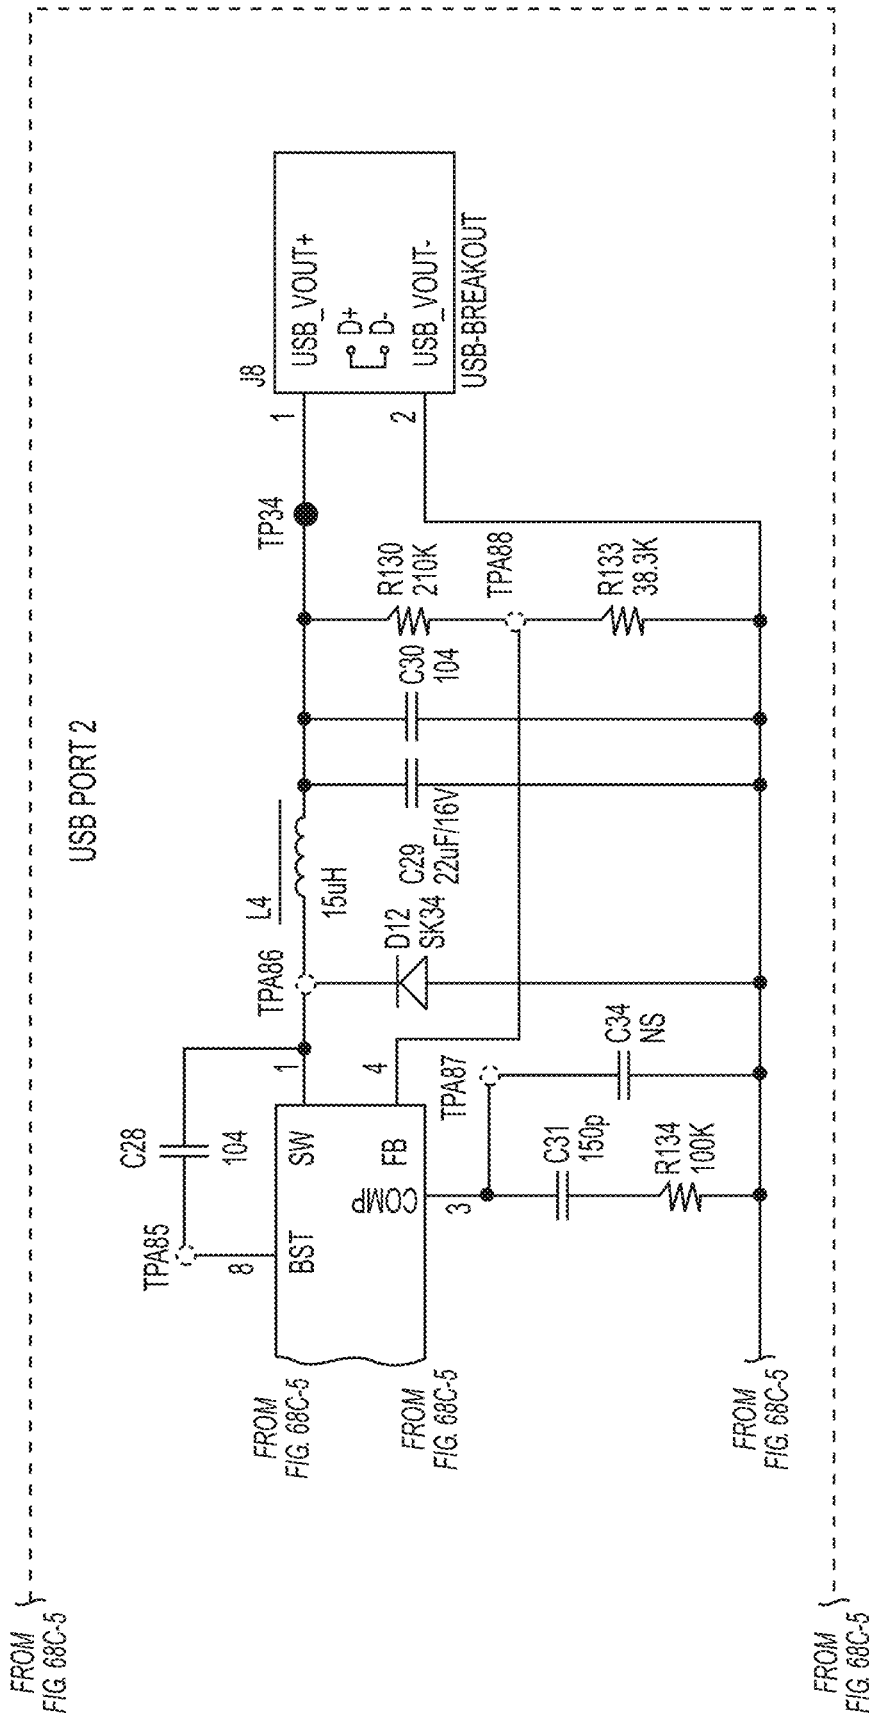 USB PORT 2
TPA85
C28
104
8
BST
SW
1
FB
4
COMP
3
TPA86
L4
15uH
D12
SK34
C29
22uF/16V
C30
104
TP34
R130
210K
TPA88
R133
38.3K
J8
1
2
USB_VOUT+
D+
D-
USB_VOUT-
USB-BREAKOUT
TPA87
C34
NS
C31
150p
R134
100K
FROM
FIG. 68C-5
FROM
FIG. 68C-5
FROM
FIG. 68C-5
FROM
FIG. 68C-5
FROM
FIG. 68C-5